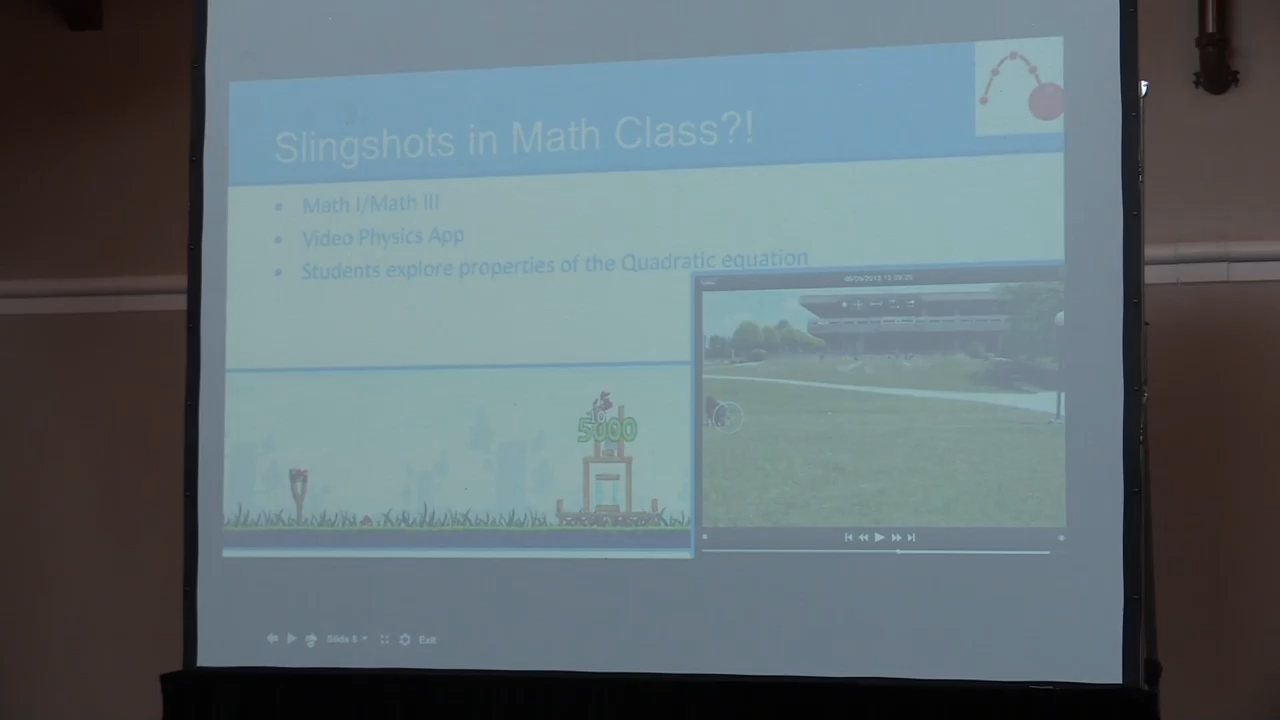 Slingshots in Math Class?!
Math I/Math III
Video Physics App
Students explore properties of the Quadratic equation
5000
Exit